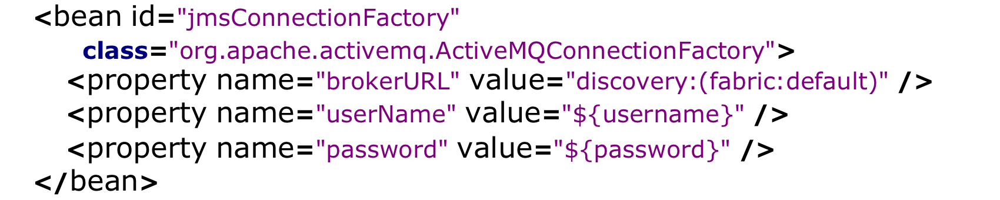 <bean id="jmsConnectionFactory"
class="org.apache.activemq.ActiveMQConnectionFactory">
<property name="brokerURL" value="discovery:(fabric:default)" />
<property name="userName" value="${username}" />
<property name="password" value="${password}" />
</bean>